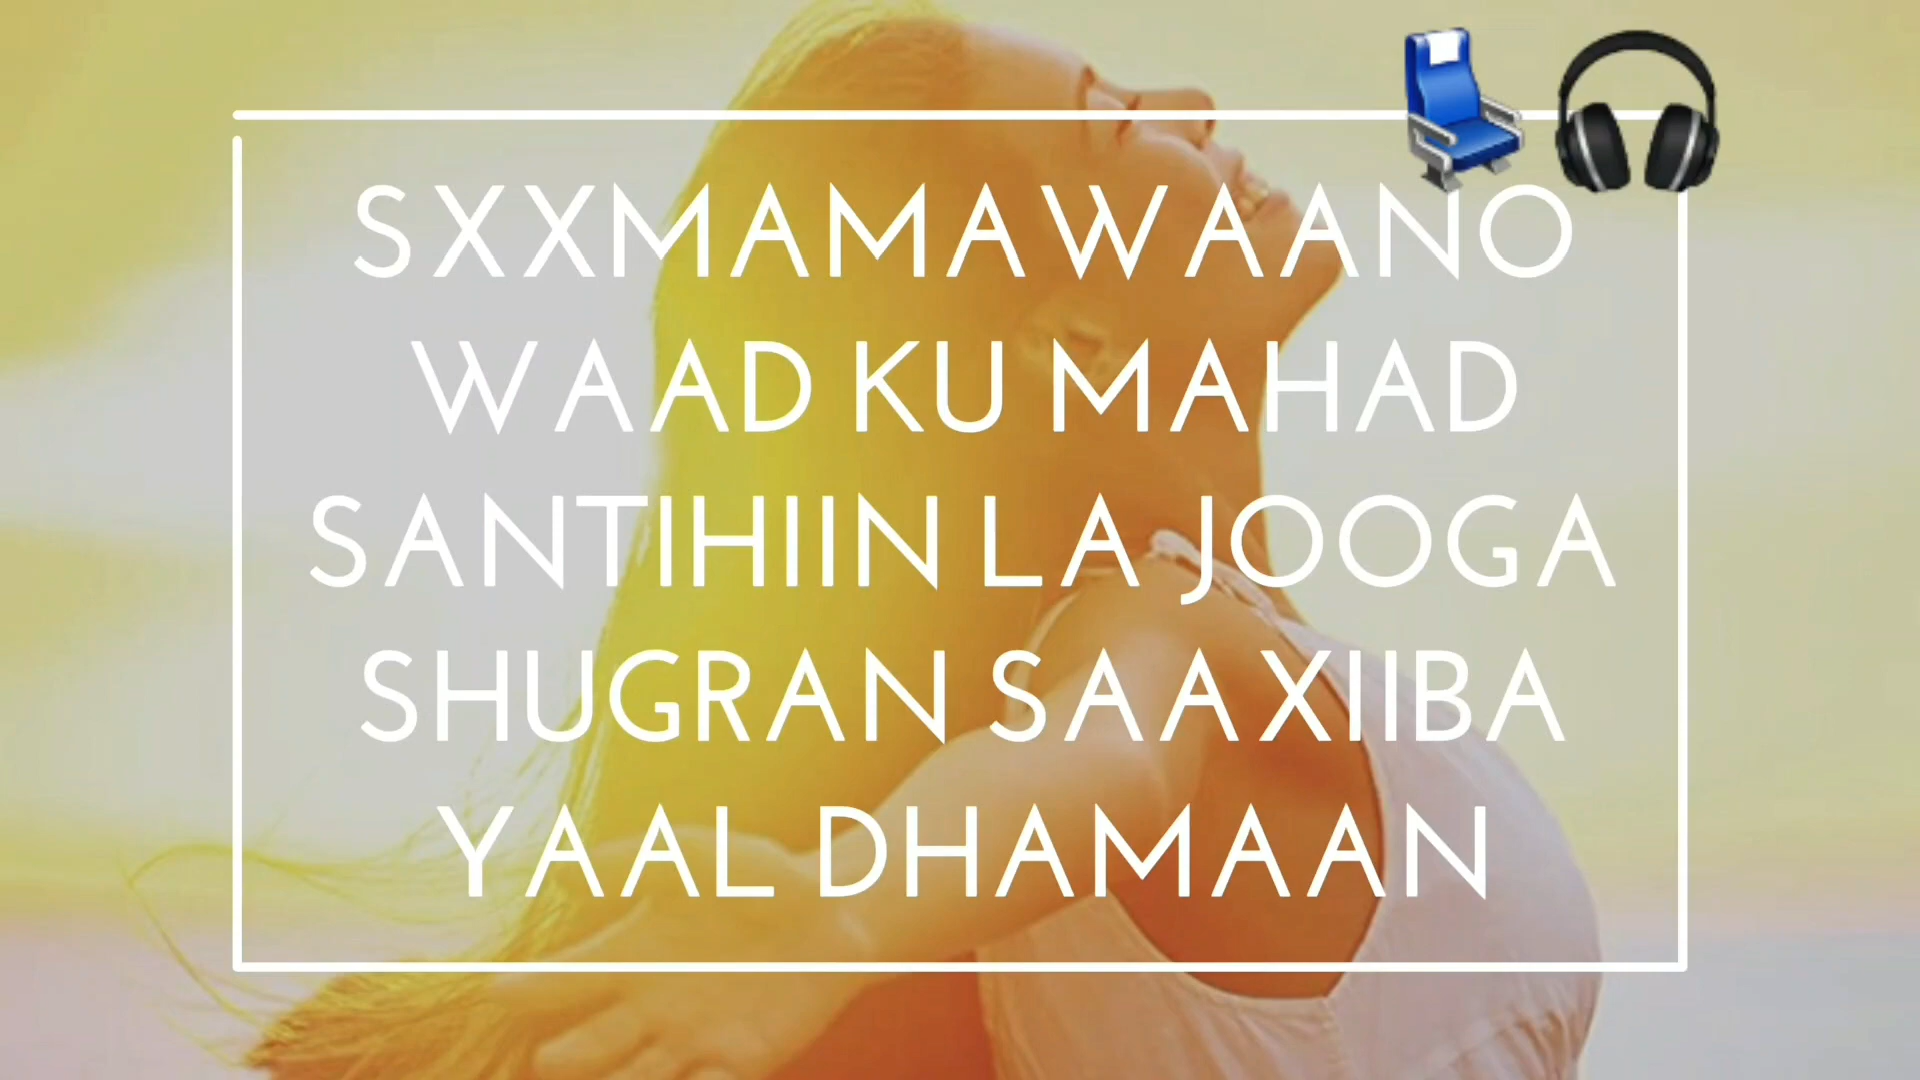 SXXMAMAWAANO
WAAD KU MAHAD
SANTIHIIN LA JOOGA
SHUGRAN SAAXIIBA
YAAL DHAMAAN